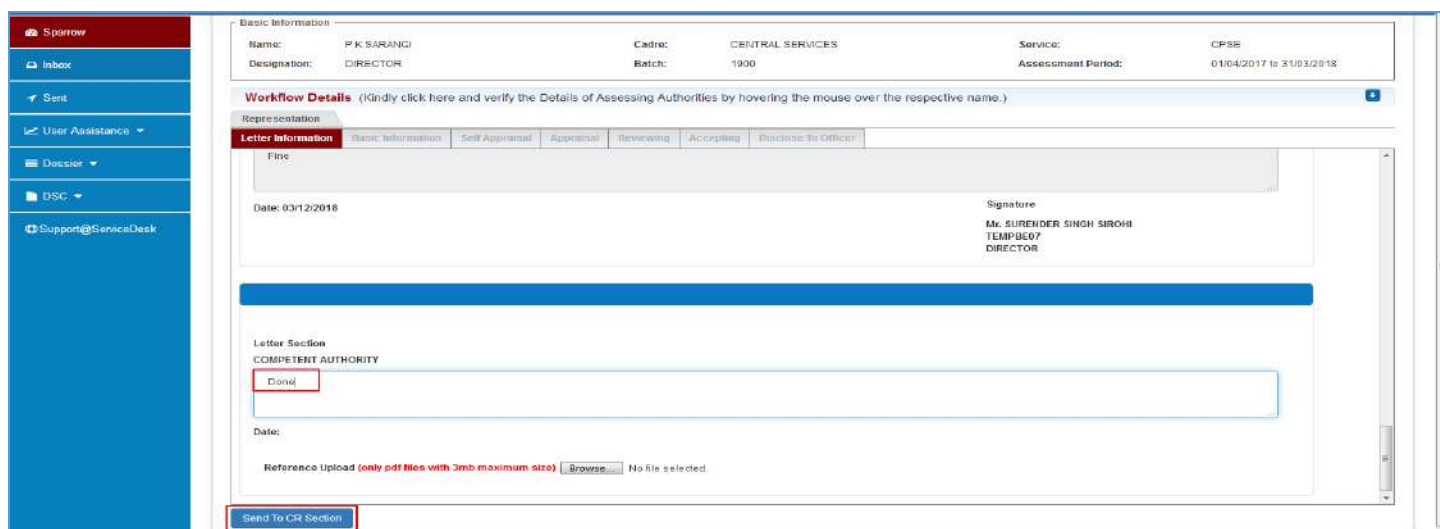 Sparrow
Inbox
Sent
User Assistance
Dossier
DSC
Support@ServiceDesk
Basic Information
Name: P K SARANGI Cadre: CENTRAL SERVICES Service: CPSE
Designation: DIRECTOR Batch: 1900 Assessment Period: 01/04/2017 to 31/03/2018
Workflow Details (Kindly click here and verify the Details of Assessing Authorities by hovering the mouse over the respective name.)
Representation
Letter Information Basic Information Self Appraisal Appraisal Reviewing Accepting Disclose To Officer
Fine
Date: 03/12/2018 Signature
Mr. SURENDER SINGH SIROHI
TEMPBE07
DIRECTOR
Letter Section
COMPETENT AUTHORITY
Done
Date:
Reference Upload (only pdf files with 3mb maximum size) Browse... No file selected.
Send To CR Section